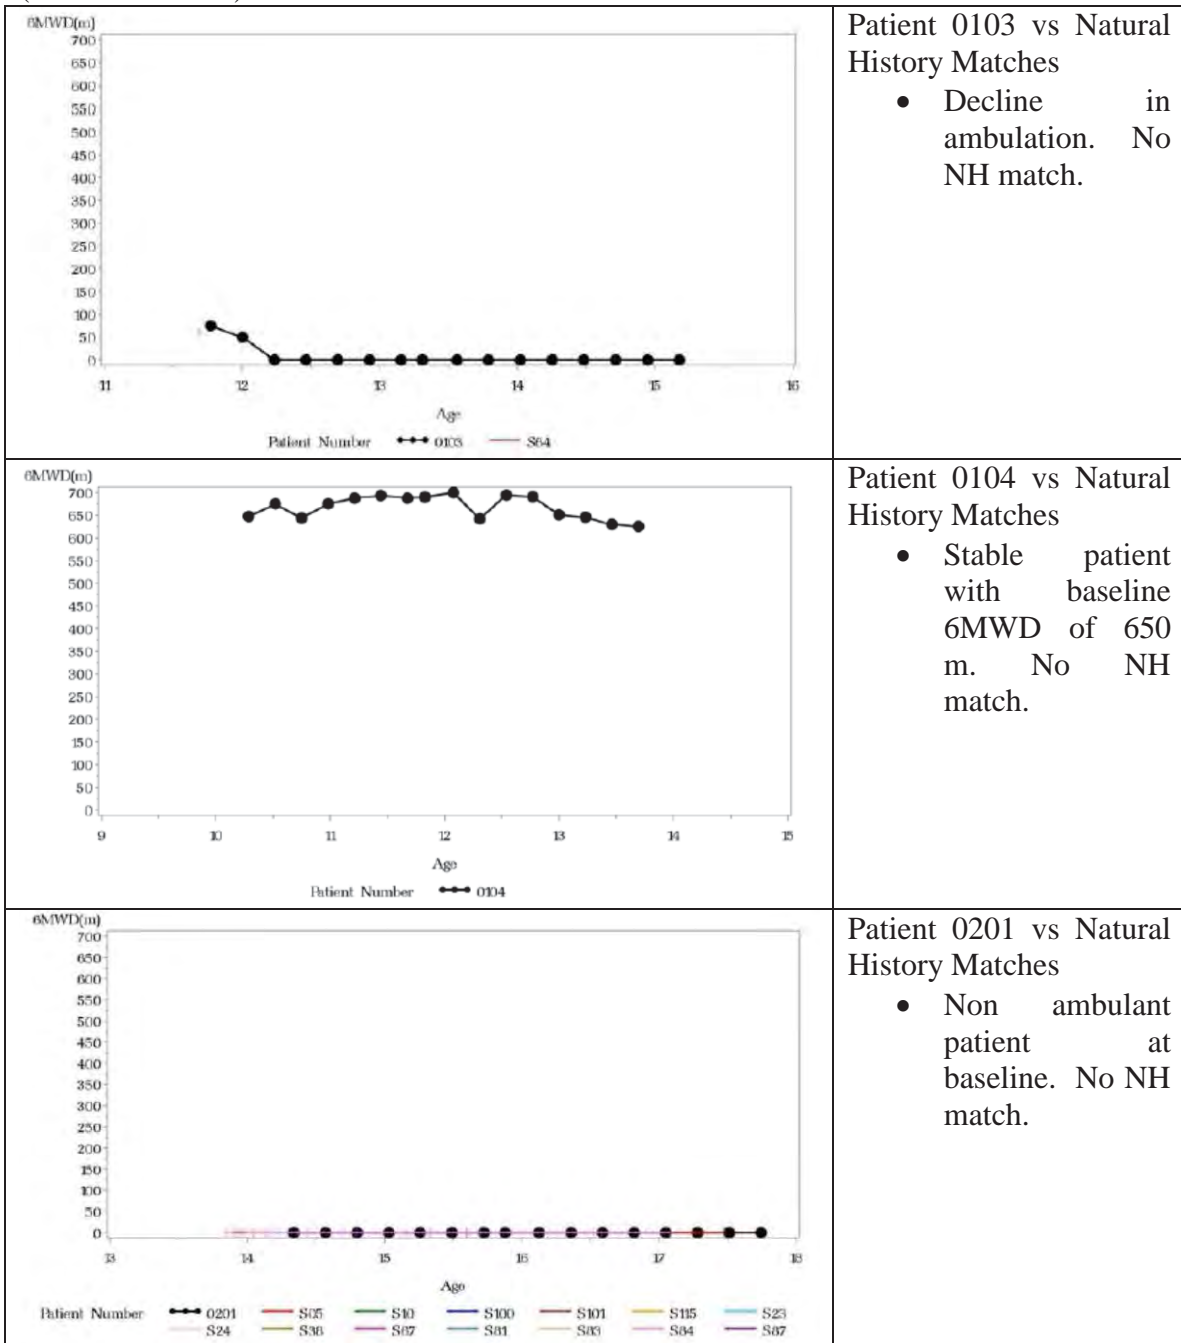 6MWD(m)
700
650
600
550
500
450
400
350
300
250
200
150
100
50
0
11 12 13 14 15 16
Age
Patient Number 0103 S64
Patient 0103 vs Natural
History Matches
• Decline in
ambulation. No
NH match.
6MWD(m)
700
650
600
550
500
450
400
350
300
250
200
150
100
50
0
9 10 11 12 13 14 15
Age
Patient Number 0104
Patient 0104 vs Natural
History Matches
• Stable patient
with baseline
6MWD of 650
m. No NH
match.
6MWD(m)
700
650
600
550
500
450
400
350
300
250
200
150
100
50
0
13 14 15 16 17 18
Age
Patient Number 0201 S05 S10 S100 S101 S115 S23
S24 S38 S67 S81 S83 S84 S87
Patient 0201 vs Natural
History Matches
• Non ambulant
patient at
baseline. No NH
match.